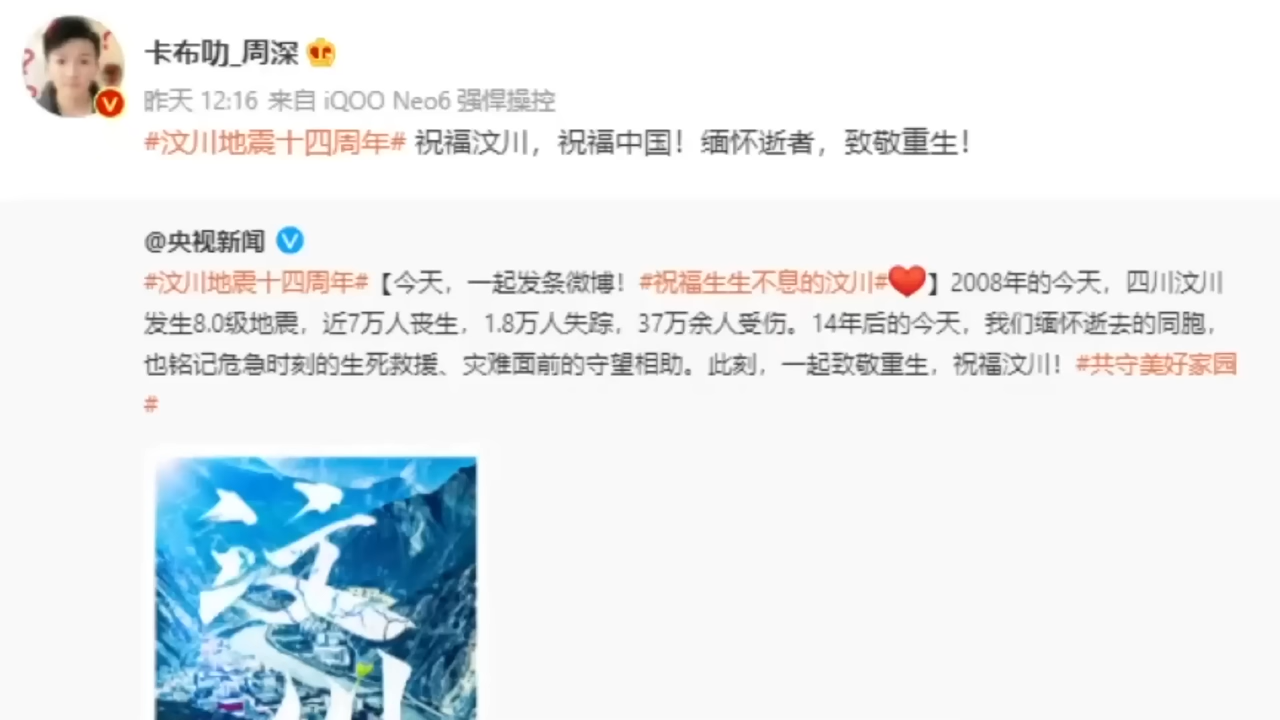 卡布叻_周深
昨天 12:16 来自 iQOO Neo6 强悍操控
#汶川地震十四周年# 祝福汶川，祝福中国！缅怀逝者，致敬重生！
@央视新闻
#汶川地震十四周年#【今天，一起发条微博！#祝福生生不息的汶川#❤️】2008年的今天，四川汶川
发生8.0级地震，近7万人丧生，1.8万人失踪，37万余人受伤。14年后的今天，我们缅怀逝去的同胞，
也铭记危急时刻的生死救援、灾难面前的守望相助。此刻，一起致敬重生，祝福汶川！#共守美好家园
#
汶川